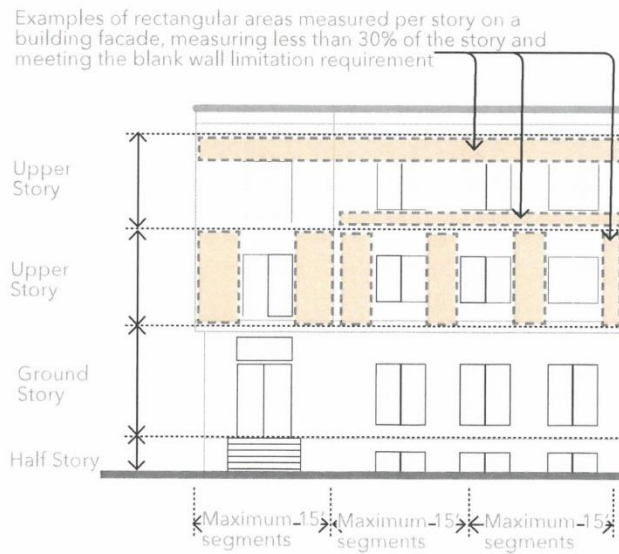 Examples of rectangular areas measured per story on a
building facade, measuring less than 30% of the story and
meeting the blank wall limitation requirement
Upper
Story
Upper
Story
Ground
Story
Half Story
Maximum 15'
segments
Maximum 15'
segments
Maximum 15'
segments